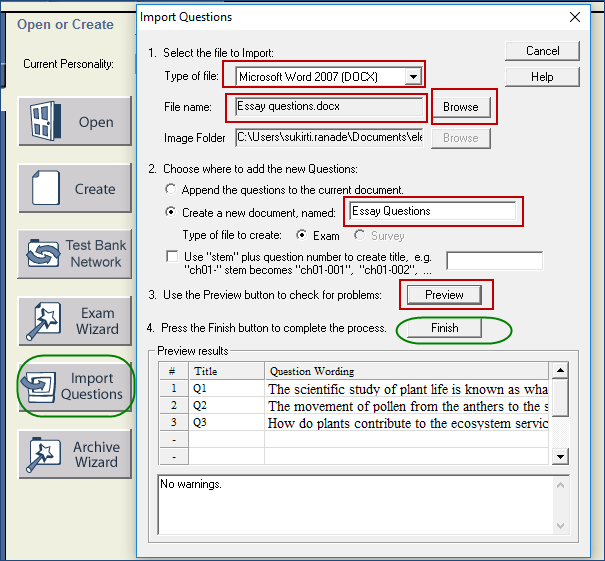 Open or Create
Current Personality:
Open
Create
Test Bank
Network
Exam
Wizard
Import
Questions
Archive
Wizard
Import Questions
1. Select the file to Import:
Cancel
Type of file: Microsoft Word 2007 (DOCX)
Help
File name: Essay questions.docx Browse
Image Folder C:\Users\sukirti.ranade\Documents\ele Browse
2. Choose where to add the new Questions:
Append the questions to the current document.
Create a new document, named: Essay Questions
Type of file to create: Exam Survey
Use "stem" plus question number to create title, e.g.
"ch01-" stem becomes "ch01-001", "ch01-002", ...
3. Use the Preview button to check for problems: Preview
4. Press the Finish button to complete the process. Finish
Preview results
# Title Question Wording
1 Q1 The scientific study of plant life is known as wha
2 Q2 The movement of pollen from the anthers to the s
3 Q3 How do plants contribute to the ecosystem servic
-
-
No warnings.